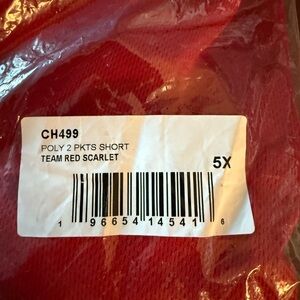 CH499
POLY 2 PKTS SHORT
TEAM RED SCARLET
5X
1 96654 14541 6